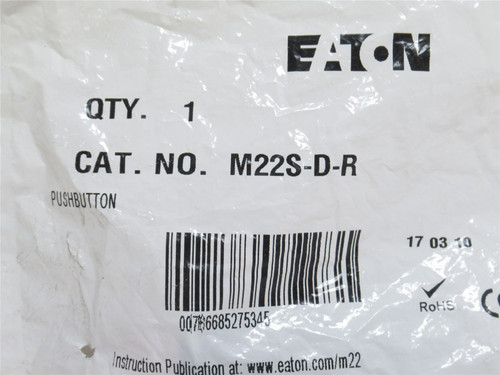 EATON
QTY. 1
CAT. NO. M22S-D-R
PUSHBUTTON
17 03 10
RoHS
Instruction Publication at: www.eaton.com/m22